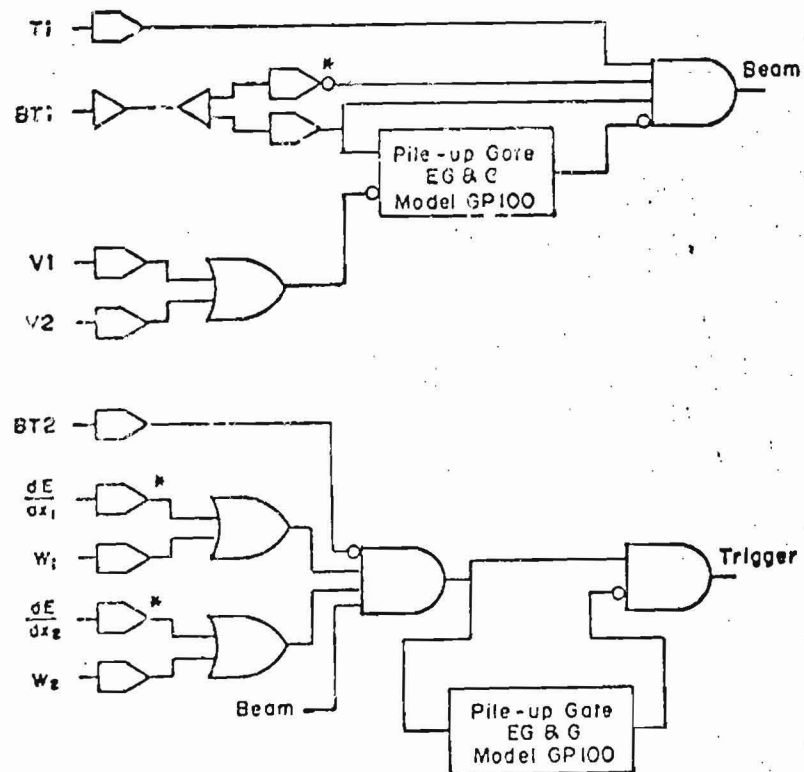 T1
*
Beam
BT1
Pile-up Gate
EG & G
Model GP100
V1
V2
BT2
dE
dx1
*
W1
dE
dx2
*
W2
Beam
Trigger
Pile-up Gate
EG & G
Model GP100